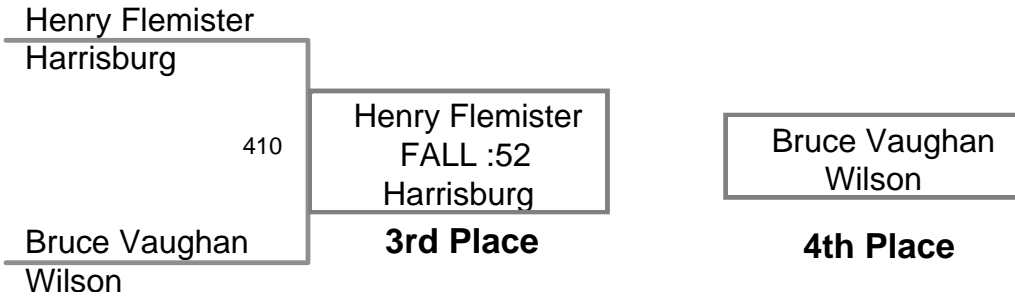 Henry Flemister
Harrisburg
410
Bruce Vaughan
Wilson
Henry Flemister
FALL :52
Harrisburg
3rd Place
Bruce Vaughan
Wilson
4th Place